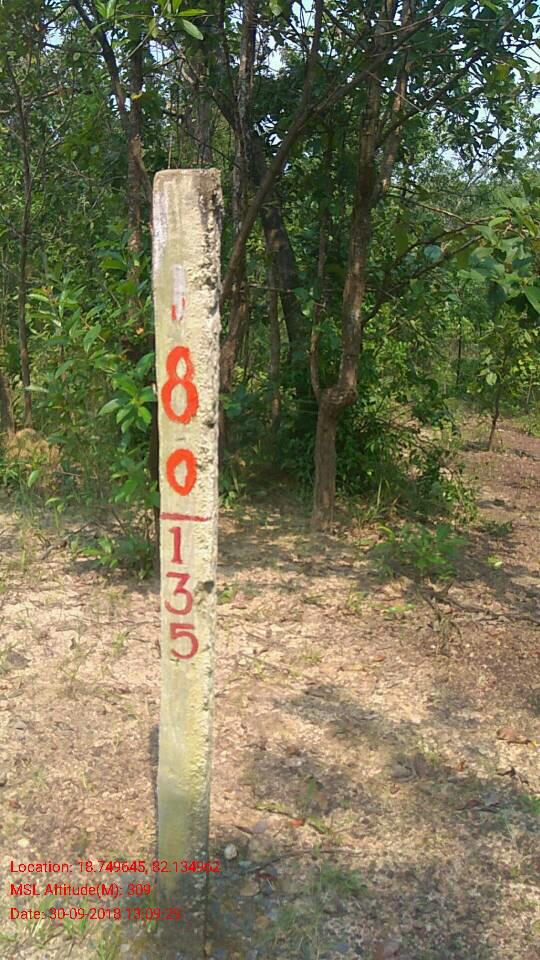 8
0
1
3
5
Location: 18.749645, 82.134962
MSL Altitude(M): 309
Date: 30-09-2018 13:09:29